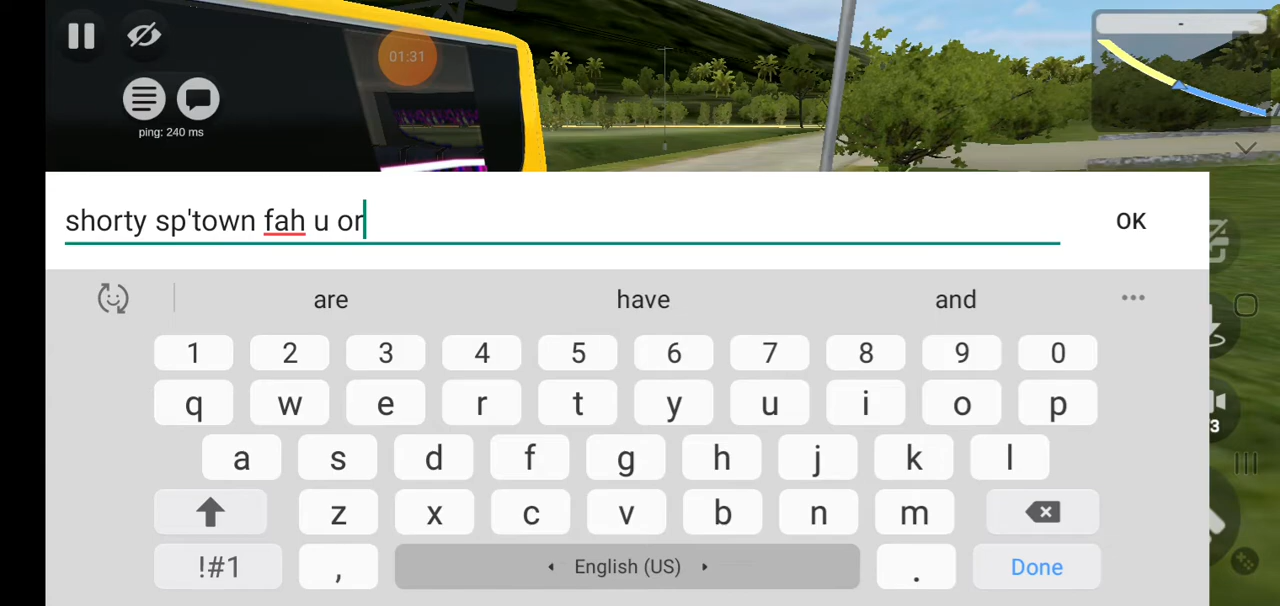 01:31
-
ping: 240 ms
shorty sp'town fah u or
OK
are have and
1 2 3 4 5 6 7 8 9 0
q w e r t y u i o p
a s d f g h j k l
z x c v b n m
!#1 , English (US) . Done
3